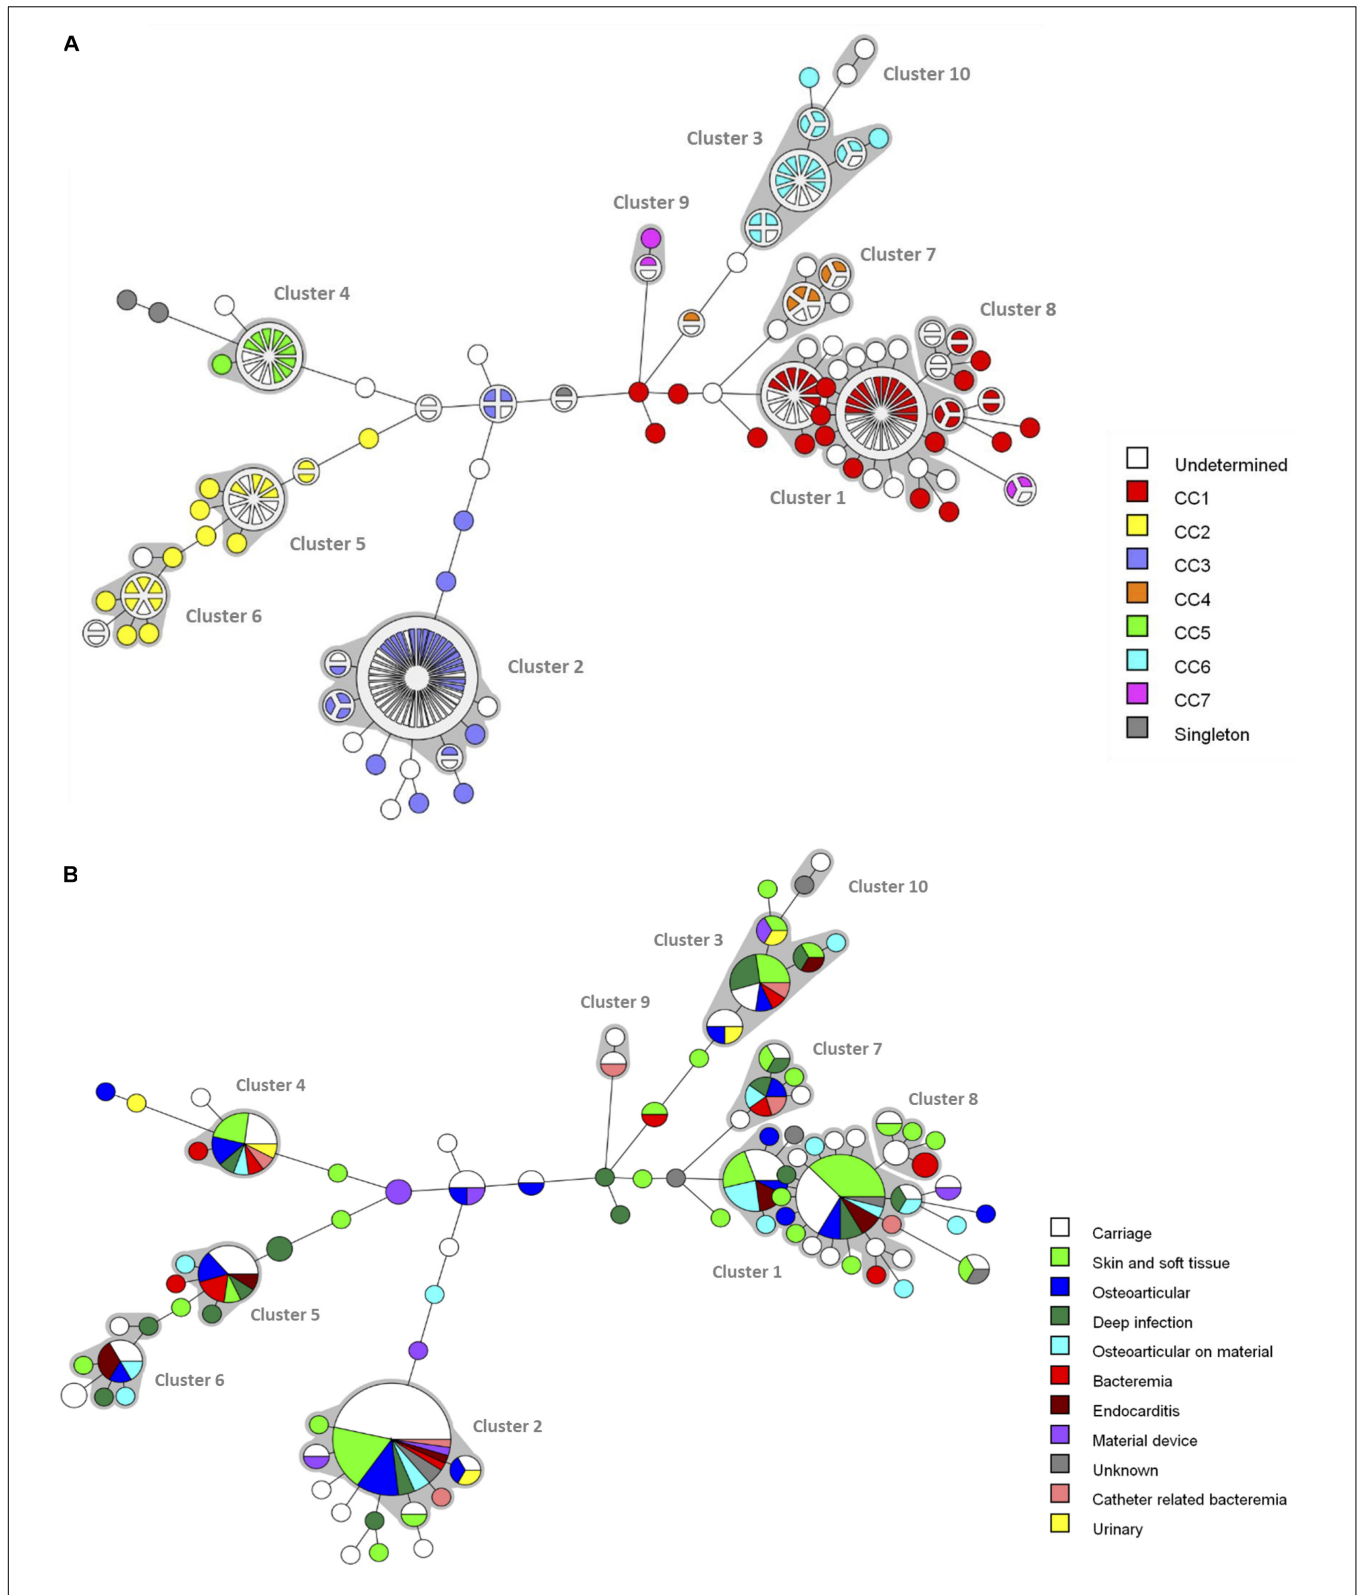 A
Cluster 10
Cluster 3
Cluster 9
Cluster 7
Cluster 4
Cluster 8
Undetermined
CC1
Cluster 1
CC2
Cluster 5
CC3
CC4
Cluster 6
CC5
Cluster 2
CC6
CC7
Singleton
B
Cluster 10
Cluster 3
Cluster 9
Cluster 7
Cluster 4
Cluster 8
Carriage
Skin and soft tissue
Cluster 1
Osteoarticular
Cluster 5
Deep infection
Osteoarticular on material
Cluster 6
Bacteremia
Endocarditis
Cluster 2
Material device
Unknown
Catheter related bacteremia
Urinary